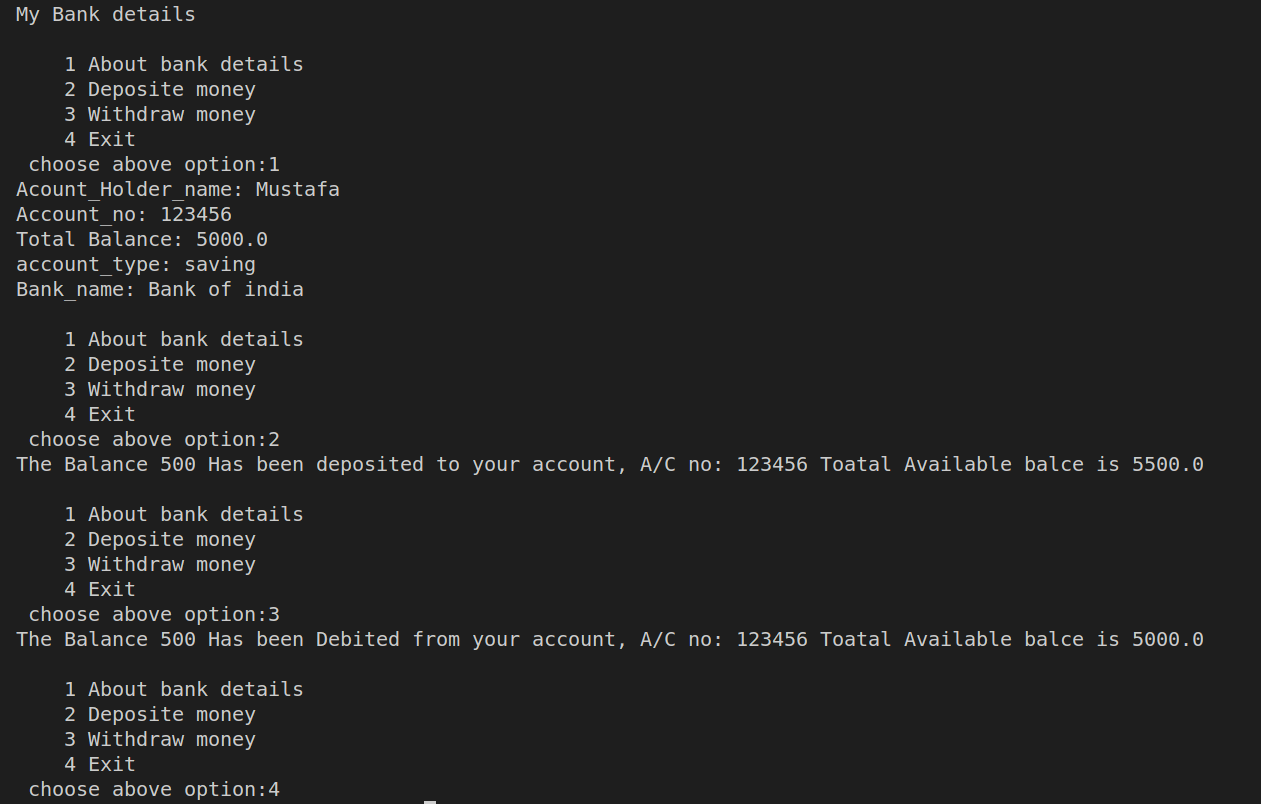 My Bank details
1 About bank details
2 Deposite money
3 Withdraw money
4 Exit
choose above option:1
Acount_Holder_name: Mustafa
Account_no: 123456
Total Balance: 5000.0
account_type: saving
Bank_name: Bank of india
1 About bank details
2 Deposite money
3 Withdraw money
4 Exit
choose above option:2
The Balance 500 Has been deposited to your account, A/C no: 123456 Toatal Available balce is 5500.0
1 About bank details
2 Deposite money
3 Withdraw money
4 Exit
choose above option:3
The Balance 500 Has been Debited from your account, A/C no: 123456 Toatal Available balce is 5000.0
1 About bank details
2 Deposite money
3 Withdraw money
4 Exit
choose above option:4